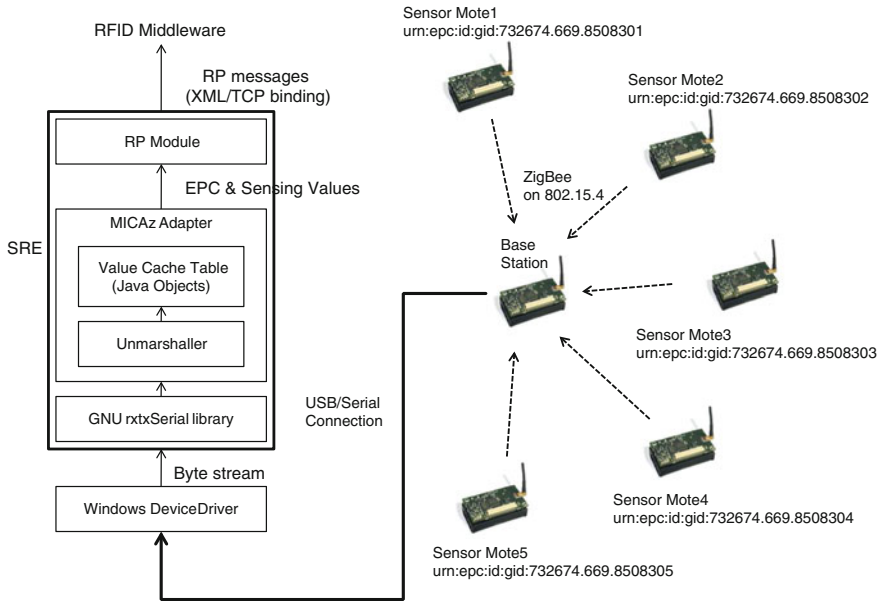 RFID Middleware
RP messages
(XML/TCP binding)
RP Module
EPC & Sensing Values
MICAz Adapter
SRE
Value Cache Table
(Java Objects)
Unmarshaller
GNU rxtxSerial library
Byte stream
Windows DeviceDriver
USB/Serial
Connection
Sensor Mote1
urn:epc:id:gid:732674.669.8508301
Sensor Mote2
urn:epc:id:gid:732674.669.8508302
ZigBee
on 802.15.4
Base
Station
Sensor Mote3
urn:epc:id:gid:732674.669.8508303
Sensor Mote4
urn:epc:id:gid:732674.669.8508304
Sensor Mote5
urn:epc:id:gid:732674.669.8508305